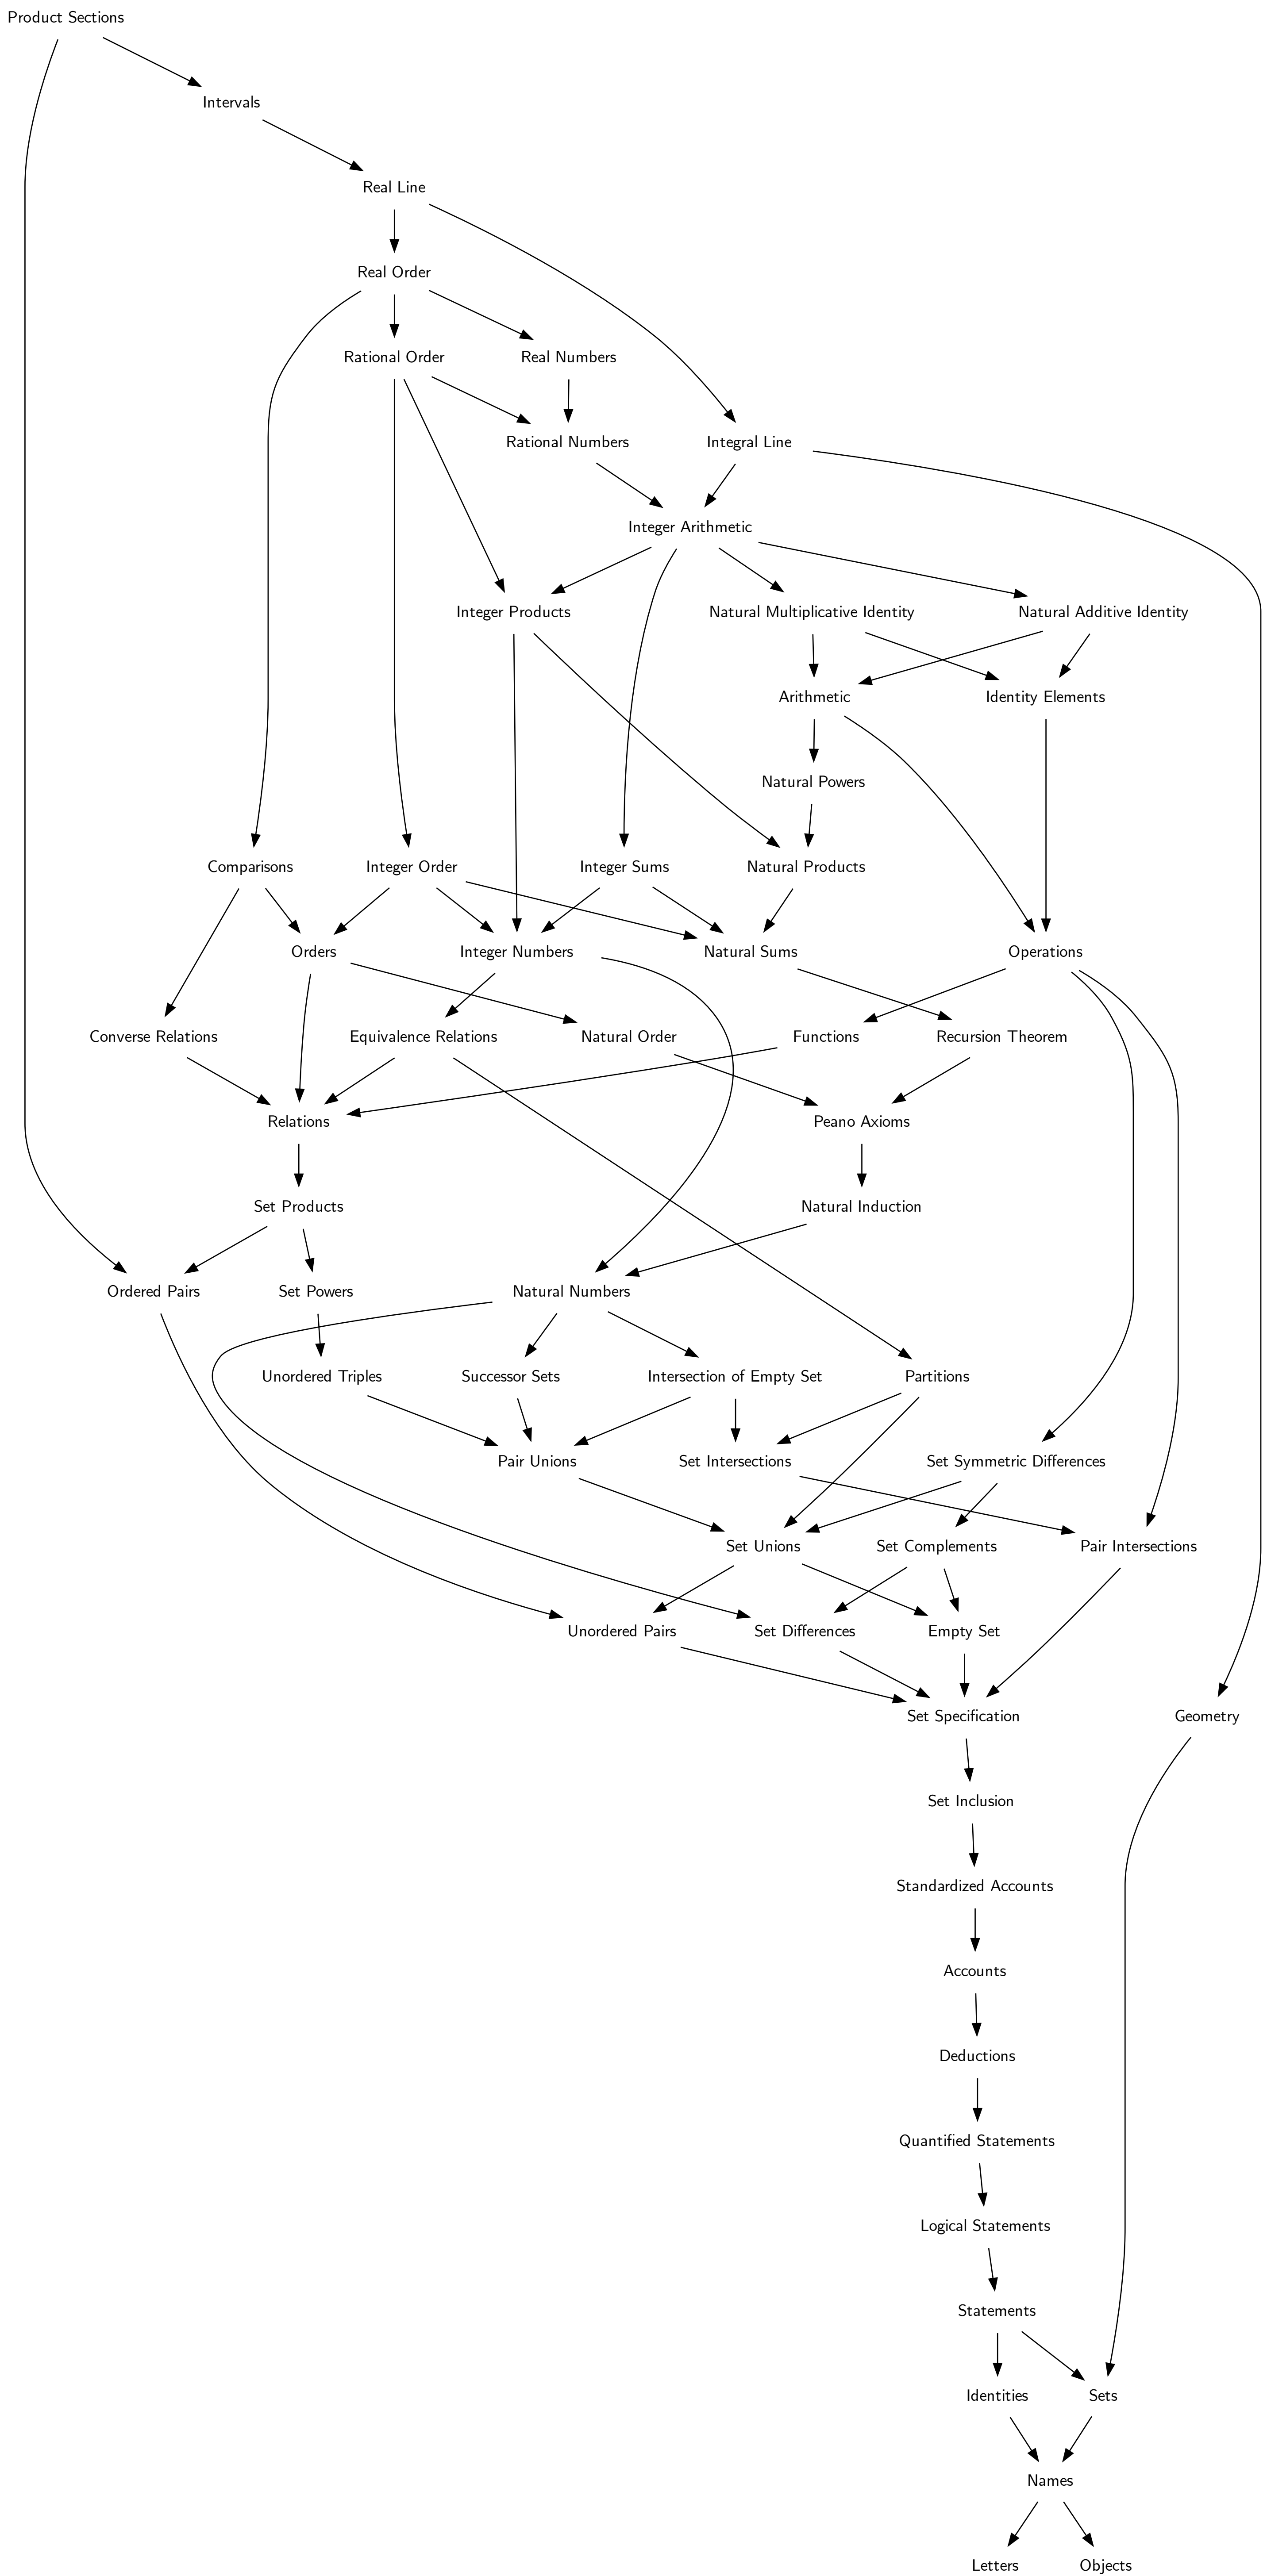 Product Sections
Intervals
Real Line
Real Order
Rational Order
Real Numbers
Rational Numbers
Integral Line
Integer Arithmetic
Integer Products
Natural Multiplicative Identity
Natural Additive Identity
Arithmetic
Identity Elements
Natural Powers
Comparisons
Integer Order
Integer Sums
Natural Products
Orders
Integer Numbers
Natural Sums
Operations
Converse Relations
Equivalence Relations
Natural Order
Functions
Recursion Theorem
Relations
Peano Axioms
Set Products
Natural Induction
Ordered Pairs
Set Powers
Natural Numbers
Unordered Triples
Successor Sets
Intersection of Empty Set
Partitions
Pair Unions
Set Intersections
Set Symmetric Differences
Set Unions
Set Complements
Pair Intersections
Unordered Pairs
Set Differences
Empty Set
Set Specification
Geometry
Set Inclusion
Standardized Accounts
Accounts
Deductions
Quantified Statements
Logical Statements
Statements
Identities
Sets
Names
Letters
Objects